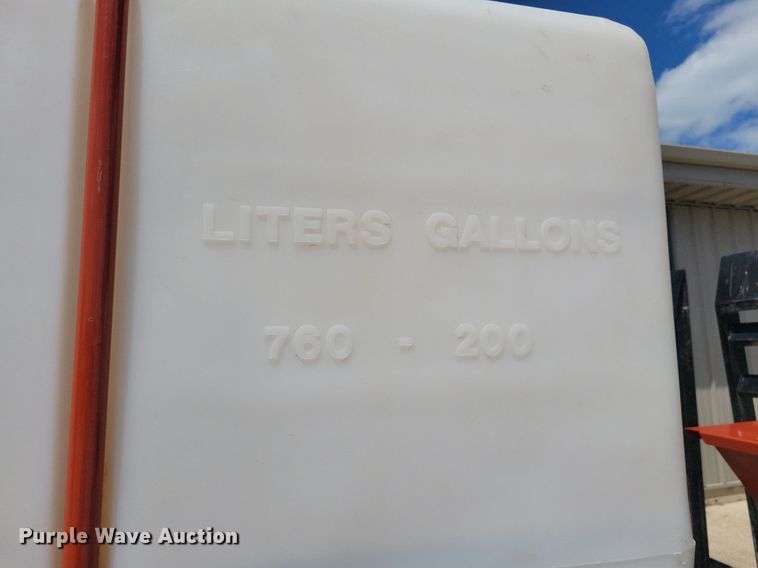 LITERS GALLONS
760 - 200
Purple Wave Auction